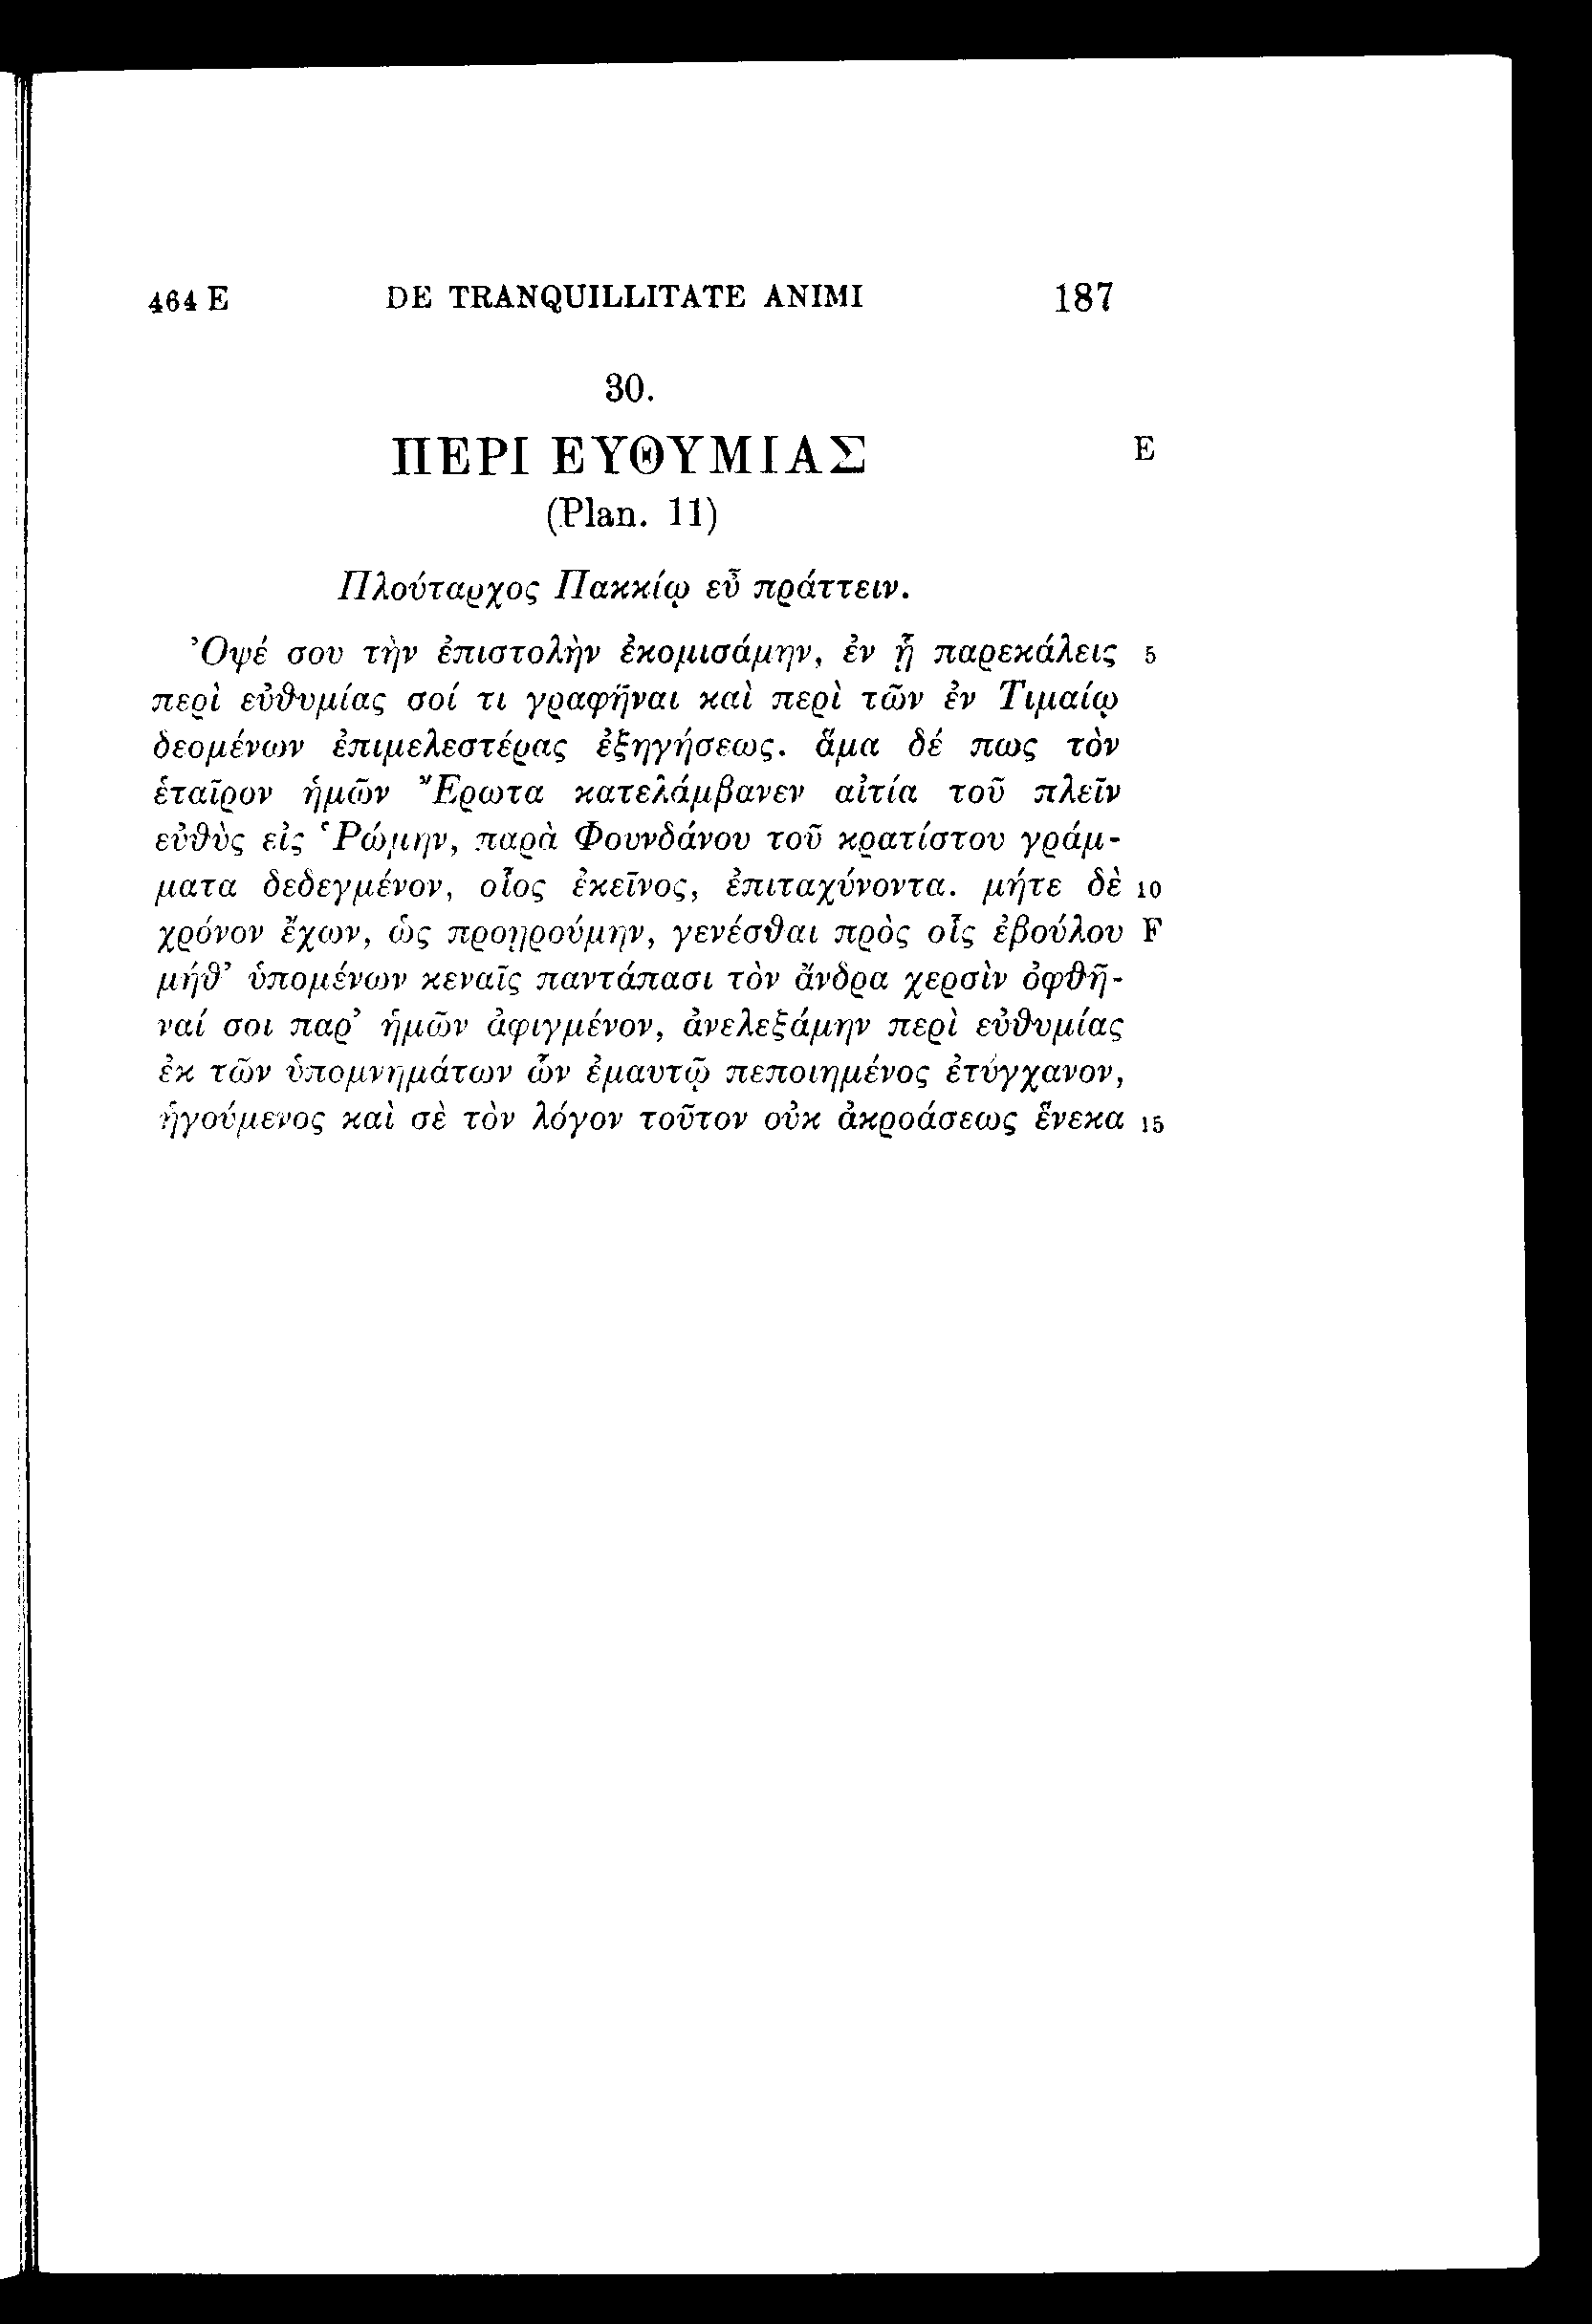 464 E DE TRANQUILLITATE ANIMI 187
30.
ΠΕΡΙ ΕΥΘΥΜΙΑΣ E
(Plan. 11)
Πλούταρχος Πακκίῳ εὖ πράττειν.
Ὀψέ σου τὴν ἐπιστολὴν ἐκομισάμην, ἐν ᾗ παρεκάλεις 5
περὶ εὐθυμίας σοί τι γραφῆναι καὶ περὶ τῶν ἐν Τιμαίῳ
δεομένων ἐπιμελεστέρας ἐξηγήσεως. ἅμα δέ πως τὸν
ἑταῖρον ἡμῶν Ἔρωτα κατελάμβανεν αἰτία τοῦ πλεῖν
εὐθὺς εἰς Ῥώμην, παρὰ Φουνδάνου τοῦ κρατίστου γράμ-
ματα δεδεγμένον, οἷος ἐκεῖνος, ἐπιταχύνοντα. μήτε δὲ 10
χρόνον ἔχων, ὡς προῃρούμην, γενέσθαι πρὸς οἷς ἐβούλου F
μήθ’ ὑπομένων κεναῖς παντάπασι τὸν ἄνδρα χερσὶν ὀφθῆ-
ναί σοι παρ’ ἡμῶν ἀφιγμένον, ἀνελεξάμην περὶ εὐθυμίας
ἐκ τῶν ὑπομνημάτων ὧν ἐμαυτῷ πεποιημένος ἐτύγχανον,
ἡγούμενος καὶ σὲ τὸν λόγον τοῦτον οὐκ ἀκροάσεως ἕνεκα 15